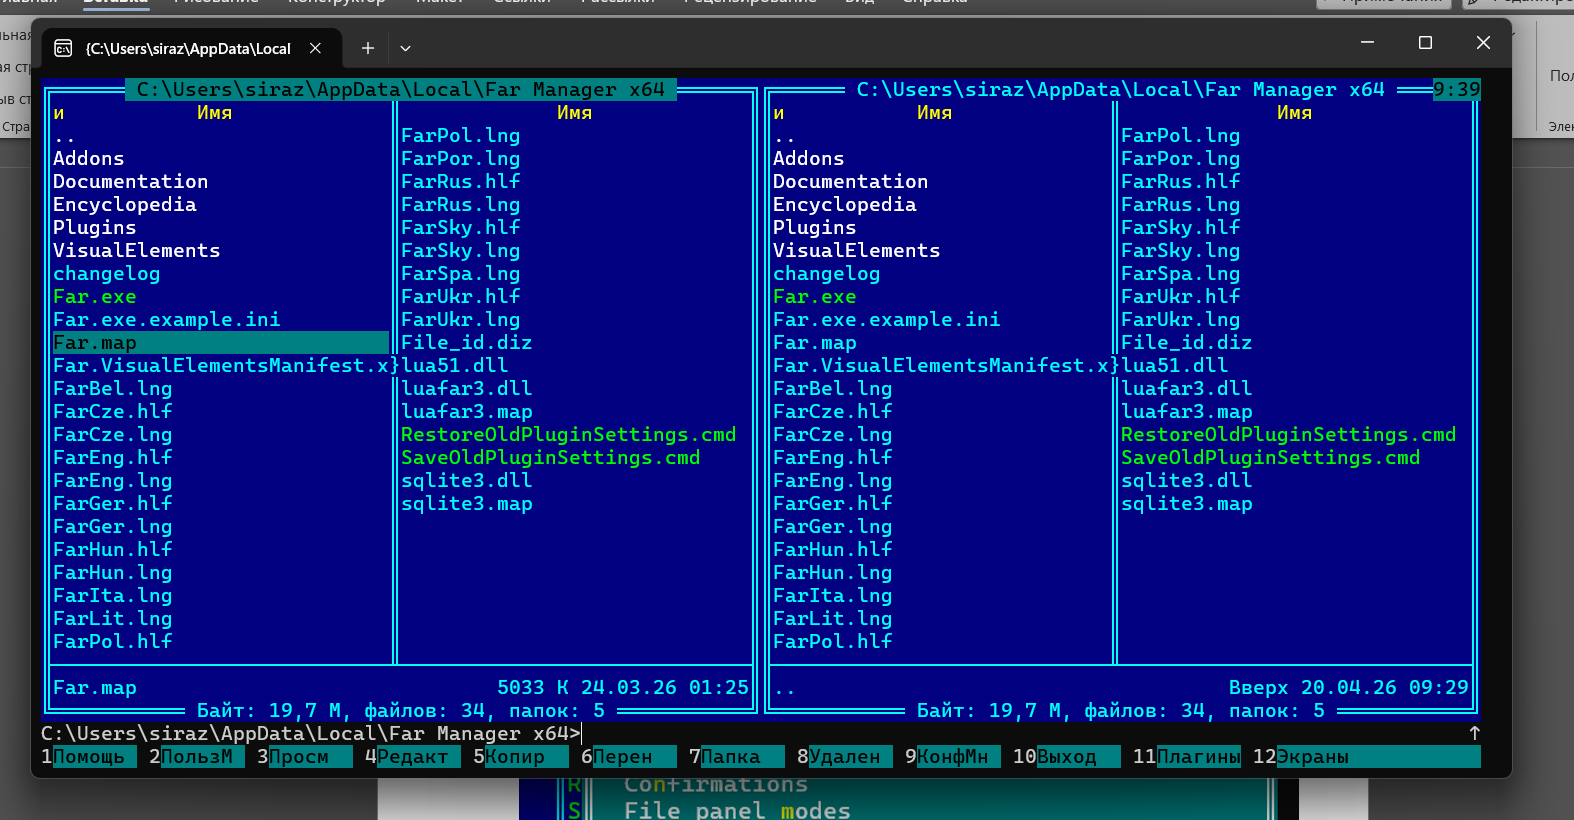 Вставка
{C:\Users\siraz\AppData\Local
C:\Users\siraz\AppData\Local\Far Manager x64
и Имя Имя
.. FarPol.lng
Addons FarPor.lng
Documentation FarRus.hlf
Encyclopedia FarRus.lng
Plugins FarSky.hlf
VisualElements FarSky.lng
changelog FarSpa.lng
Far.exe FarUkr.hlf
Far.exe.example.ini FarUkr.lng
Far.map File_id.diz
Far.VisualElementsManifest.x} lua51.dll
FarBel.lng luafar3.dll
FarCze.hlf luafar3.map
FarCze.lng RestoreOldPluginSettings.cmd
FarEng.hlf SaveOldPluginSettings.cmd
FarEng.lng sqlite3.dll
FarGer.hlf sqlite3.map
FarGer.lng
FarHun.hlf
FarHun.lng
FarIta.lng
FarLit.lng
FarPol.hlf
Far.map 5033 К 24.03.26 01:25
Байт: 19,7 М, файлов: 34, папок: 5
C:\Users\siraz\AppData\Local\Far Manager x64 9:39
и Имя Имя
.. FarPol.lng
Addons FarPor.lng
Documentation FarRus.hlf
Encyclopedia FarRus.lng
Plugins FarSky.hlf
VisualElements FarSky.lng
changelog FarSpa.lng
Far.exe FarUkr.hlf
Far.exe.example.ini FarUkr.lng
Far.map File_id.diz
Far.VisualElementsManifest.x} lua51.dll
FarBel.lng luafar3.dll
FarCze.hlf luafar3.map
FarCze.lng RestoreOldPluginSettings.cmd
FarEng.hlf SaveOldPluginSettings.cmd
FarEng.lng sqlite3.dll
FarGer.hlf sqlite3.map
FarGer.lng
FarHun.hlf
FarHun.lng
FarIta.lng
FarLit.lng
FarPol.hlf
.. Вверх 20.04.26 09:29
Байт: 19,7 М, файлов: 34, папок: 5
C:\Users\siraz\AppData\Local\Far Manager x64> ↑
1Помощь 2ПользМ 3Просм 4Редакт 5Копир 6Перен 7Папка 8Удален 9КонфМн 10Выход 11Плагины 12Экраны
Confirmations
File panel modes